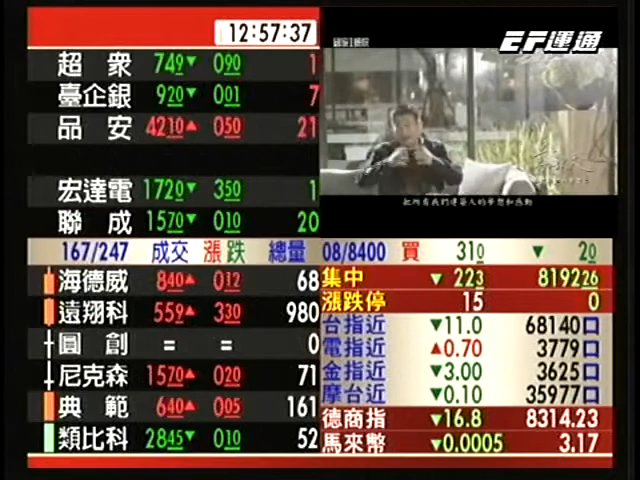 12:57:37
超眾 749▼ 090 1
臺企銀 920▼ 001 7
品安 4210▲ 050 21
宏達電 1720▼ 350 1
聯成 1570▼ 010 20
167/247 成交 漲跌 總量
海德威 840▲ 012 68
遠翔科 559▲ 330 980
圓創 = = 0
尼克森 1570▲ 020 71
典範 640▲ 005 161
類比科 2845▼ 010 52
EF運通
08/8400 買 310 ▼ 20
集中 ▼ 223 819226
漲跌停 15 0
台指近 ▼11.0 68140口
電指近 ▲0.70 3779口
金指近 ▼3.00 3625口
摩台近 ▼0.10 35977口
德商指 ▼16.8 8314.23
馬來幣 ▼0.0005 3.17